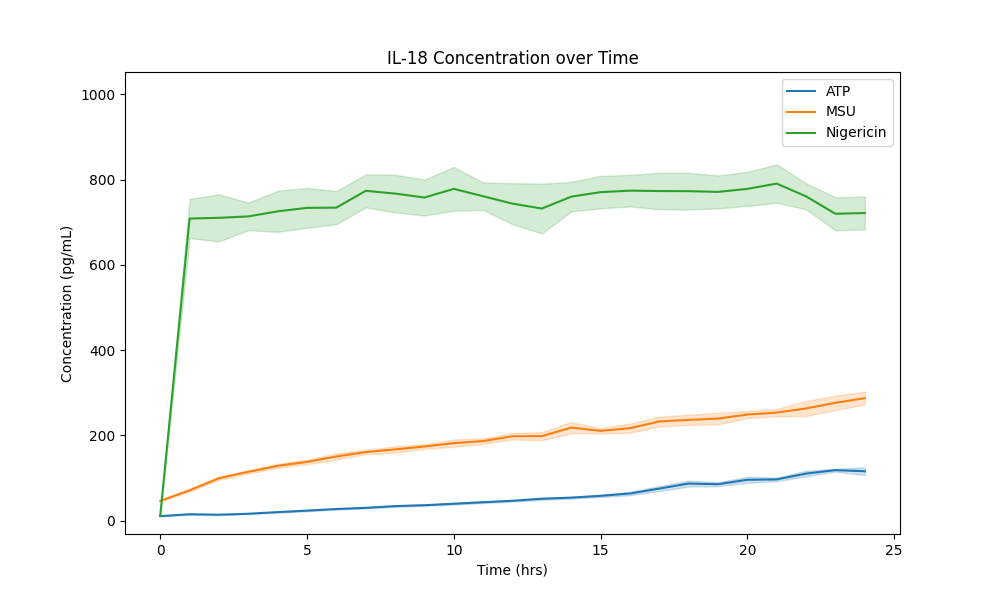 IL-18 Concentration over Time
Concentration (pg/mL)
1000
800
600
400
200
0
ATP
MSU
Nigericin
0 5 10 15 20 25
Time (hrs)